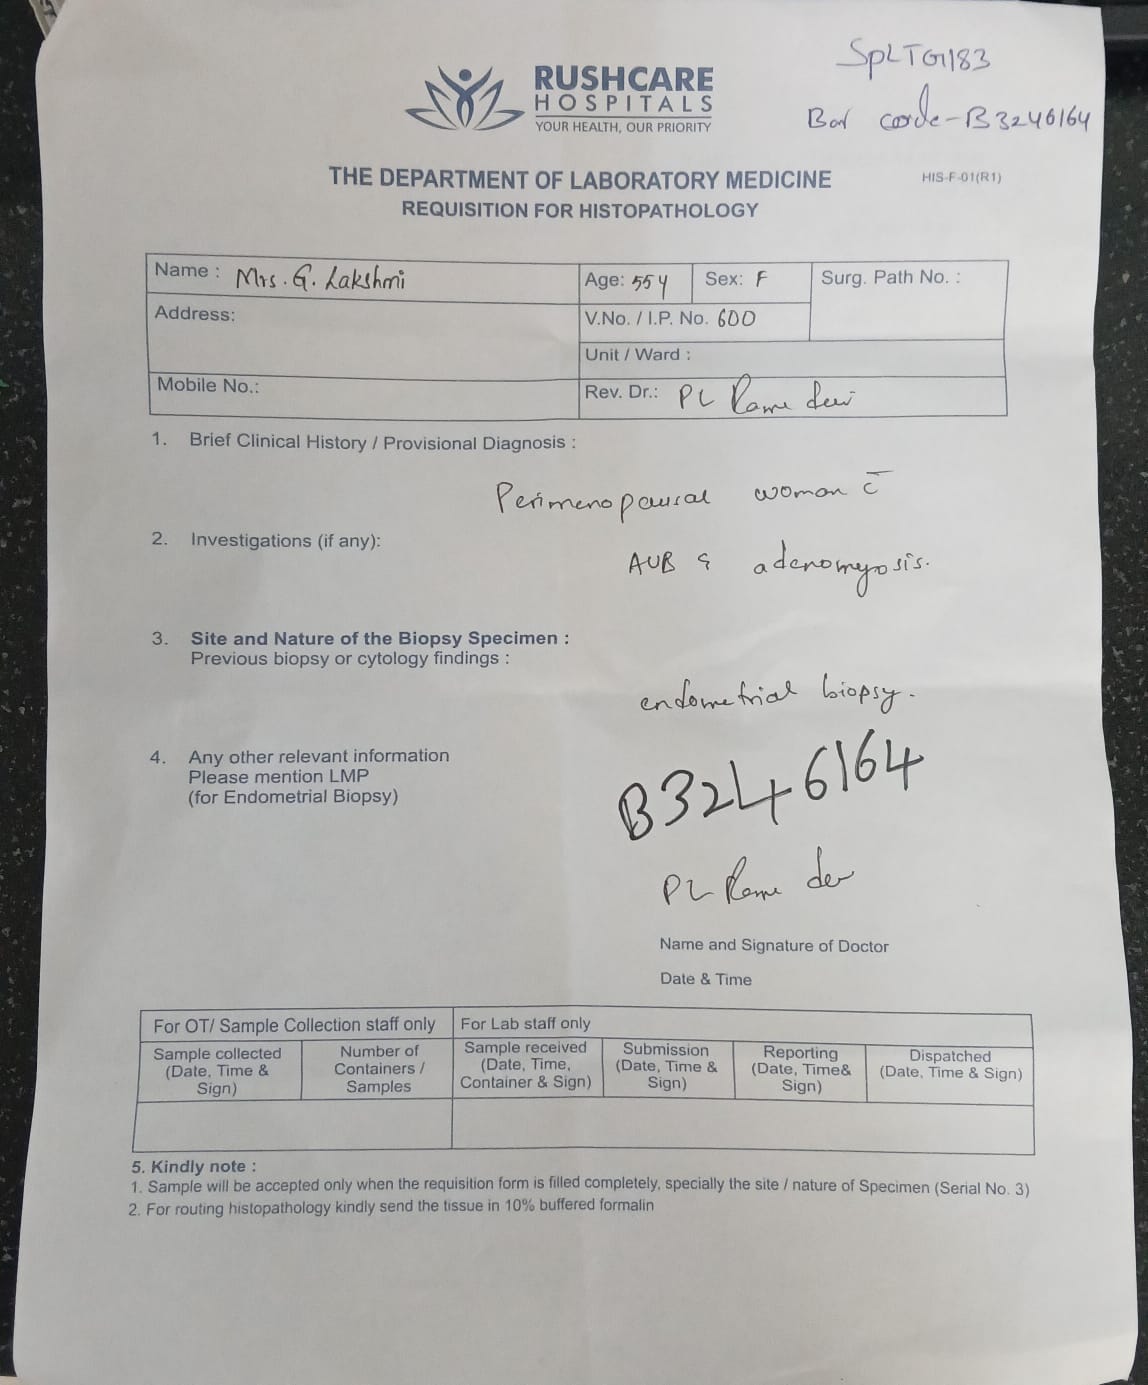 SPLTG1183
Bar code - B3246164
RUSHCARE
HOSPITALS
YOUR HEALTH, OUR PRIORITY
THE DEPARTMENT OF LABORATORY MEDICINE
HIS-F-01(R1)
REQUISITION FOR HISTOPATHOLOGY
Name : Mrs. G. Lakshmi
Age: 55 y
Sex: F
Surg. Path No. :
Address:
V.No. / I.P. No. 600
Unit / Ward :
Mobile No.:
Rev. Dr.: PL Rama Devi
1. Brief Clinical History / Provisional Diagnosis :
Perimenopausal woman c̅
2. Investigations (if any):
AUB & adenomyosis.
3. Site and Nature of the Biopsy Specimen :
Previous biopsy or cytology findings :
endometrial biopsy.
4. Any other relevant information
Please mention LMP
(for Endometrial Biopsy)
B3246164
PL Rama
Name and Signature of Doctor
Date & Time
For OT/ Sample Collection staff only
For Lab staff only
Sample collected
(Date, Time &
Sign)
Number of
Containers /
Samples
Sample received
(Date, Time,
Container & Sign)
Submission
(Date, Time &
Sign)
Reporting
(Date, Time&
Sign)
Dispatched
(Date, Time & Sign)
5. Kindly note :
1. Sample will be accepted only when the requisition form is filled completely, specially the site / nature of Specimen (Serial No. 3)
2. For routing histopathology kindly send the tissue in 10% buffered formalin